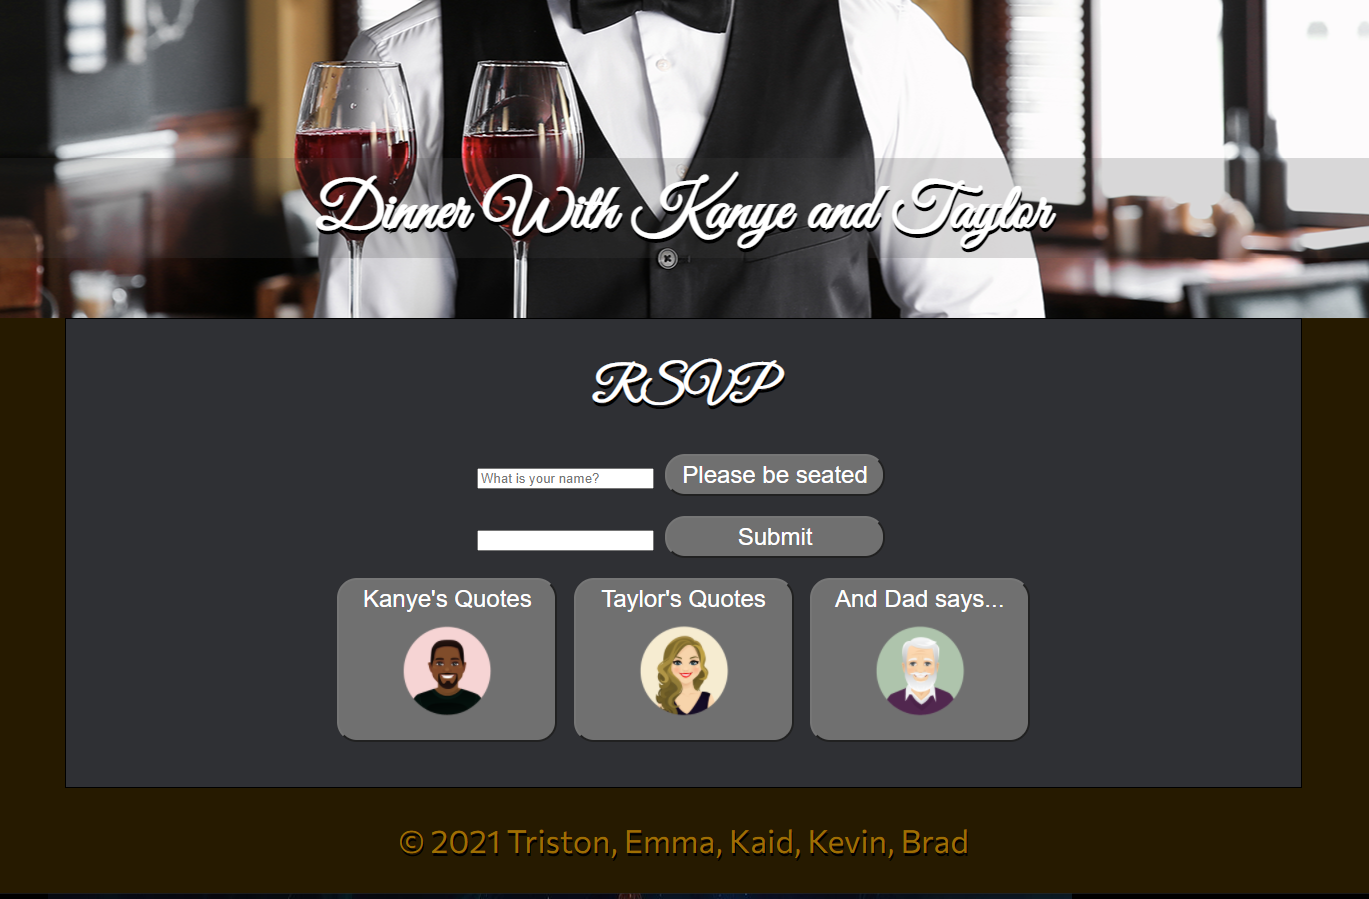 Dinner With Kanye and Taylor
RSVP
What is your name?
Please be seated
Submit
Kanye's Quotes
Taylor's Quotes
And Dad says...
© 2021 Triston, Emma, Kaid, Kevin, Brad